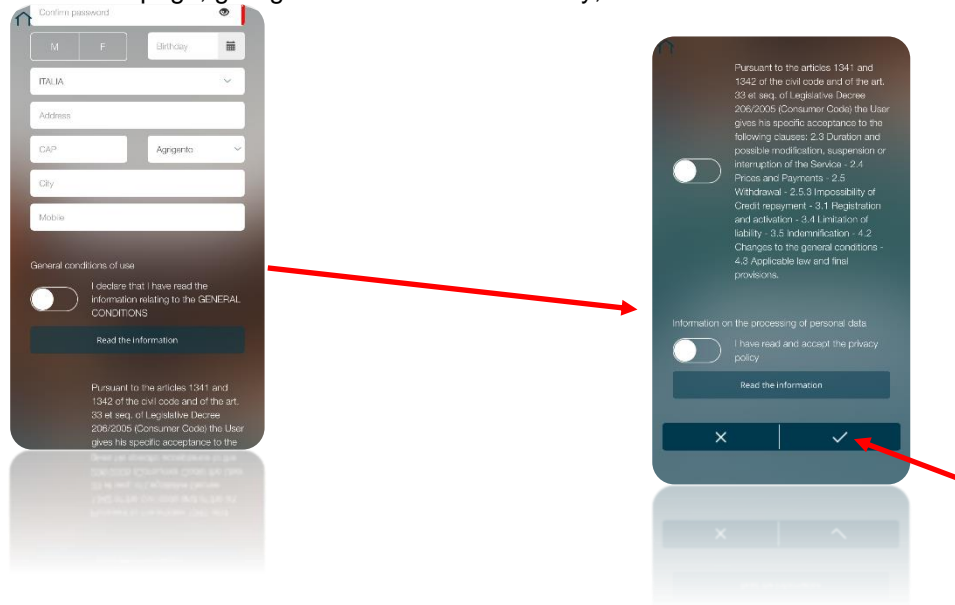 Confirm password
M F Birthday
ITALIA
Address
CAP Agrigento
City
Mobile
General conditions of use
I declare that I have read the
information relating to the GENERAL
CONDITIONS
Read the information
Pursuant to the articles 1341 and
1342 of the civil code and of the art.
33 et seq. of Legislative Decree
206/2005 (Consumer Code) the User
gives his specific acceptance to the
Pursuant to the articles 1341 and
1342 of the civil code and of the art.
33 et seq. of Legislative Decree
206/2005 (Consumer Code) the User
gives his specific acceptance to the
following clauses: 2.3 Duration and
possible modification, suspension or
interruption of the Service - 2.4
Prices and Payments - 2.5
Withdrawal - 2.5.3 Impossibility of
Credit repayment - 3.1 Registration
and activation - 3.4 Limitation of
liability - 3.5 Indemnification - 4.2
Changes to the general conditions -
4.3 Applicable law and final
provisions.
Information on the processing of personal data
I have read and accept the privacy
policy
Read the information